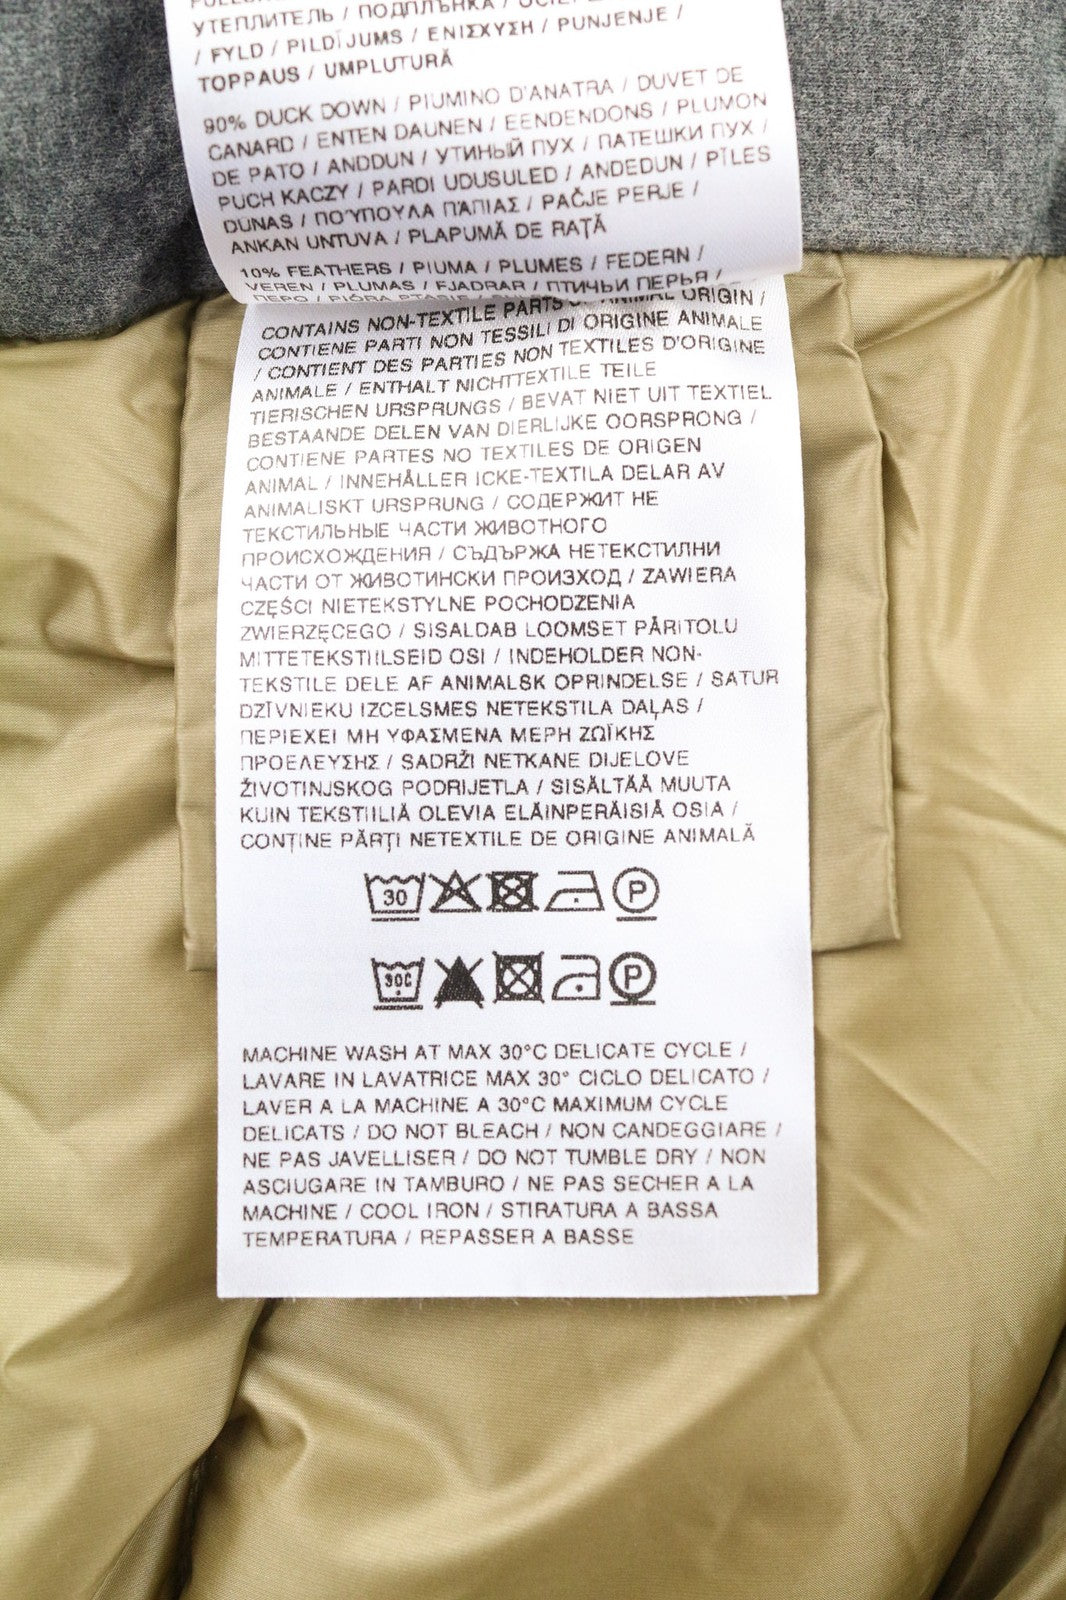 УТЕПЛИТЕЛЬ / ПОДПЛЪНКА /
/ FYLD / PILDĪJUMS / ΕΝΙΣΧΥΣΗ / PUNJENJE /
TOPPAUS / UMPLUTURĂ
90% DUCK DOWN / PIUMINO D'ANATRA / DUVET DE
CANARD / ENTEN DAUNEN / EENDENDONS / PLUMON
DE PATO / ANDDUN / УТИНЫЙ ПУХ / ПАТЕШКИ ПУХ /
PUCH KACZY / PARDI UDUSULED / ANDEDUN / PĪLES
DŪNAS / ΠΟΎΠΟΥΛΑ ΠΆΠΙΑΣ / PAČJE PERJE /
ANKAN UNTUVA / PLAPUMĂ DE RAȚĂ
10% FEATHERS / PIUMA / PLUMES / FEDERN /
VEREN / PLUMAS / FJADRAR / ПТИЧЬИ ПЕРЬЯ /
ПЕРО / PIÓRA PTASIE
CONTAINS NON-TEXTILE PARTS OF ANIMAL ORIGIN /
CONTIENE PARTI NON TESSILI DI ORIGINE ANIMALE
/ CONTIENT DES PARTIES NON TEXTILES D'ORIGINE
ANIMALE / ENTHALT NICHTTEXTILE TEILE
TIERISCHEN URSPRUNGS / BEVAT NIET UIT TEXTIEL
BESTAANDE DELEN VAN DIERLIJKE OORSPRONG /
CONTIENE PARTES NO TEXTILES DE ORIGEN
ANIMAL / INNEHÅLLER ICKE-TEXTILA DELAR AV
ANIMALISKT URSPRUNG / СОДЕРЖИТ НЕ
ТЕКСТИЛЬНЫЕ ЧАСТИ ЖИВОТНОГО
ПРОИСХОЖДЕНИЯ / СЪДЪРЖА НЕТЕКСТИЛНИ
ЧАСТИ ОТ ЖИВОТИНСКИ ПРОИЗХОД / ZAWIERA
CZĘŚCI NIETEKSTYLNE POCHODZENIA
ZWIERZĘCEGO / SISALDAB LOOMSET PÄRITOLU
MITTETEKSTIILSEID OSI / INDEHOLDER NON-
TEKSTILE DELE AF ANIMALSK OPRINDELSE / SATUR
DZĪVNIEKU IZCELSMES NETEKSTILA DAĻAS /
ΠΕΡΙΕΧΕΙ ΜΗ ΥΦΑΣΜΕΝΑ ΜΕΡΗ ΖΩΪΚΗΣ
ΠΡΟΕΛΕΥΣΗΣ / SADRŽI NETKANE DIJELOVE
ŽIVOTINJSKOG PODRIJETLA / SISÄLTÄÄ MUUTA
KUIN TEKSTIILIÄ OLEVIA ELÄINPERÄISIÄ OSIA /
CONȚINE PĂRȚI NETEXTILE DE ORIGINE ANIMALĂ
30 P
30C P
MACHINE WASH AT MAX 30°C DELICATE CYCLE /
LAVARE IN LAVATRICE MAX 30° CICLO DELICATO /
LAVER A LA MACHINE A 30°C MAXIMUM CYCLE
DELICATS / DO NOT BLEACH / NON CANDEGGIARE /
NE PAS JAVELLISER / DO NOT TUMBLE DRY / NON
ASCIUGARE IN TAMBURO / NE PAS SECHER A LA
MACHINE / COOL IRON / STIRATURA A BASSA
TEMPERATURA / REPASSER A BASSE